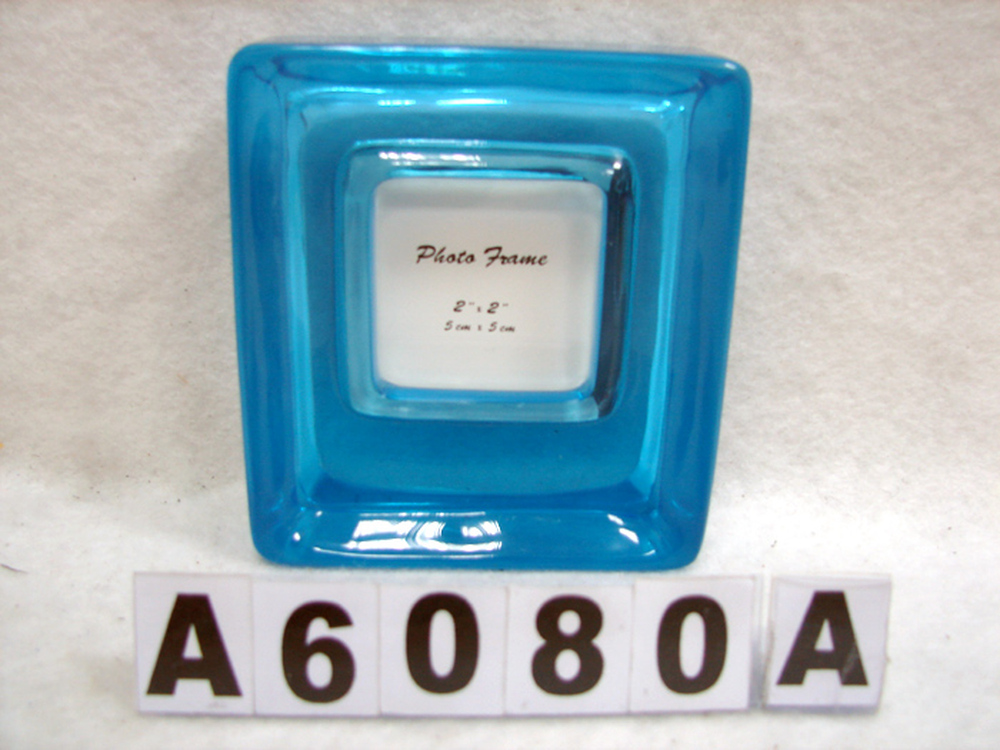 Photo Frame
2" x 2"
5 cm x 5 cm
A6080A